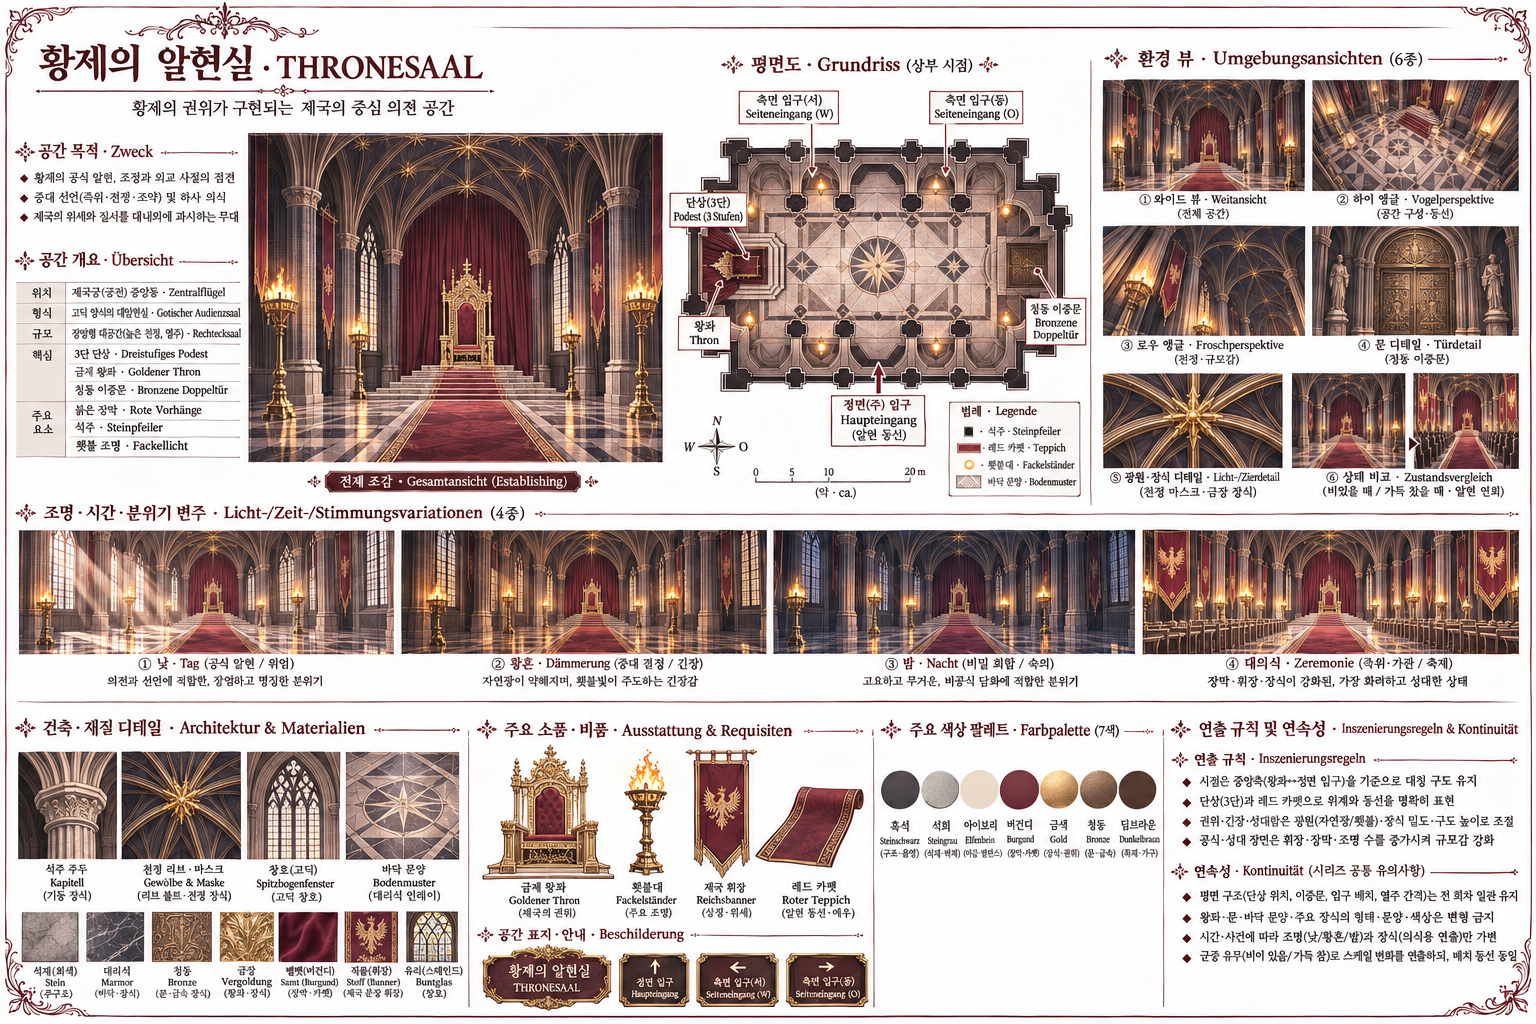 황제의 알현실 · THRONESAAL
황제의 권위가 구현되는 제국의 중심 의전 공간
공간 목적 · Zweck
황제의 공식 알현, 조정과 외교 사절의 접견
중대 선언(즉위·전쟁·조약) 및 하사 의식
제국의 위세와 질서를 대내외에 과시하는 무대
공간 개요 · Übersicht
위치 제국궁(궁전) 중앙동 · Zentralflügel
형식 고딕 양식의 대알현실 · Gotischer Audienzsaal
규모 장방형 대공간(높은 천정, 열주) · Rechtecksaal
핵심 3단 단상 · Dreistufiges Podest
금제 왕좌 · Goldener Thron
청동 이중문 · Bronzene Doppeltür
주요 요소 붉은 장막 · Rote Vorhänge
석주 · Steinpfeiler
횃불 조명 · Fackellicht
전체 조감 · Gesamtansicht (Establishing)
평면도 · Grundriss (상부 시점)
측면 입구(서)
Seiteneingang (W)
측면 입구(동)
Seiteneingang (O)
단상(3단)
Podest (3 Stufen)
왕좌
Thron
청동 이중문
Bronzene
Doppeltür
정면(주) 입구
Haupteingang
(알현 동선)
N
W O
S
0 5 10 20 m
(약 · ca.)
범례 · Legende
석주 · Steinpfeiler
레드 카펫 · Teppich
횃불대 · Fackelständer
바닥 문양 · Bodenmuster
환경 뷰 · Umgebungsansichten (6종)
① 와이드 뷰 · Weitansicht
(전체 공간)
② 하이 앵글 · Vogelperspektive
(공간 구성·동선)
③ 로우 앵글 · Froschperspektive
(천정·규모감)
④ 문 디테일 · Türdetail
(청동 이중문)
⑤ 광원·장식 디테일 · Licht-/Zierdetail
(천정 마스크·금장 장식)
⑥ 상태 비교 · Zustandsvergleich
(비었을 때 / 가득 찼을 때 · 알현 연회)
조명 · 시간 · 분위기 변주 · Licht-/Zeit-/Stimmungsvariationen (4종)
① 낮 · Tag (공식 알현 / 위엄)
의전과 선언에 적합한, 장엄하고 명징한 분위기
② 황혼 · Dämmerung (중대 결정 / 긴장)
자연광이 약해지며, 횃불빛이 주도하는 긴장감
③ 밤 · Nacht (비밀 회합 / 숙의)
고요하고 무거운, 비공식 담화에 적합한 분위기
④ 대의식 · Zeremonie (즉위·가관 / 축제)
장막·휘장·장식이 강화된, 가장 화려하고 성대한 상태
건축 · 재질 디테일 · Architektur & Materialien
석주 주두
Kapitell
(기둥 장식)
천정 리브 · 마스크
Gewölbe & Maske
(리브 볼트·천정 장식)
창호(고딕)
Spitzbogenfenster
(고딕 창호)
바닥 문양
Bodenmuster
(대리석 인레이)
석재(회색)
Stein
대리석
Marmor
(바닥·장식)
청동
Bronze
(문·금속 장식)
금장
Vergoldung
(왕좌·장식)
벨벳(버건디)
Samt (Burgund)
(장막·카펫)
직물(휘장)
Stoff (Banner)
(제국 문장 휘장)
유리(스테인드)
Buntglas
(창호)
주요 소품 · 비품 · Ausstattung & Requisiten
금제 왕좌
Goldener Thron
(제국의 권위)
횃불대
Fackelständer
(주요 조명)
제국 휘장
Reichsbanner
(상징·위세)
레드 카펫
Roter Teppich
(알현 동선·예우)
공간 표지 · 안내 · Beschilderung
황제의 알현실
THRONESAAL
↑
정면 입구
Haupteingang
←
측면 입구(서)
Seiteneingang (W)
→
측면 입구(동)
Seiteneingang (O)
주요 색상 팔레트 · Farbpalette (7색)
흑석
Steinschwarz
(구조·음영)
석회
Steingrau
(석재·벽체)
아이보리
Elfenbein
버건디
Burgund
(장막·카펫)
금색
Gold
(장식·권위)
청동
Bronze
(문·금속)
딥브라운
Dunkelbraun
(목재·가구)
연출 규칙 및 연속성 · Inszenierungsregeln & Kontinuität
연출 규칙 · Inszenierungsregeln
시점은 중앙축(왕좌↔정면 입구)을 기준으로 대칭 구도 유지
단상(3단)과 레드 카펫으로 위계와 동선을 명확히 표현
권위·긴장·성대함은 광원(자연광/횃불)·장식 밀도·구도 높이로 조절
공식·성대 장면은 휘장·장막·조명 수를 증가시켜 규모감 강화
연속성 · Kontinuität (시리즈 공통 유의사항)
평면 구조(단상 위치, 이중문, 입구 배치, 열주 간격)는 전 회차 일관 유지
왕좌·문·바닥 문양·주요 장식의 형태·문양·색상은 변형 금지
시간·사건에 따라 조명(낮/황혼/밤)과 장식(의식용 연출)만 가변
군중 유무(비어 있음/가득 참)로 스케일 변화를 연출하되, 배치 동선 동일